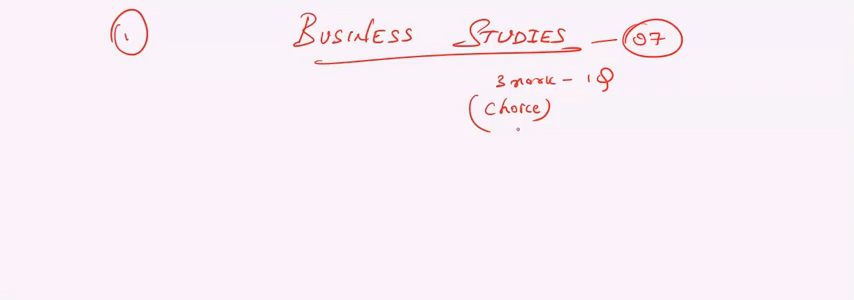 1 BUSINESS STUDIES — 07
3 mark - 1Q
(Choice)